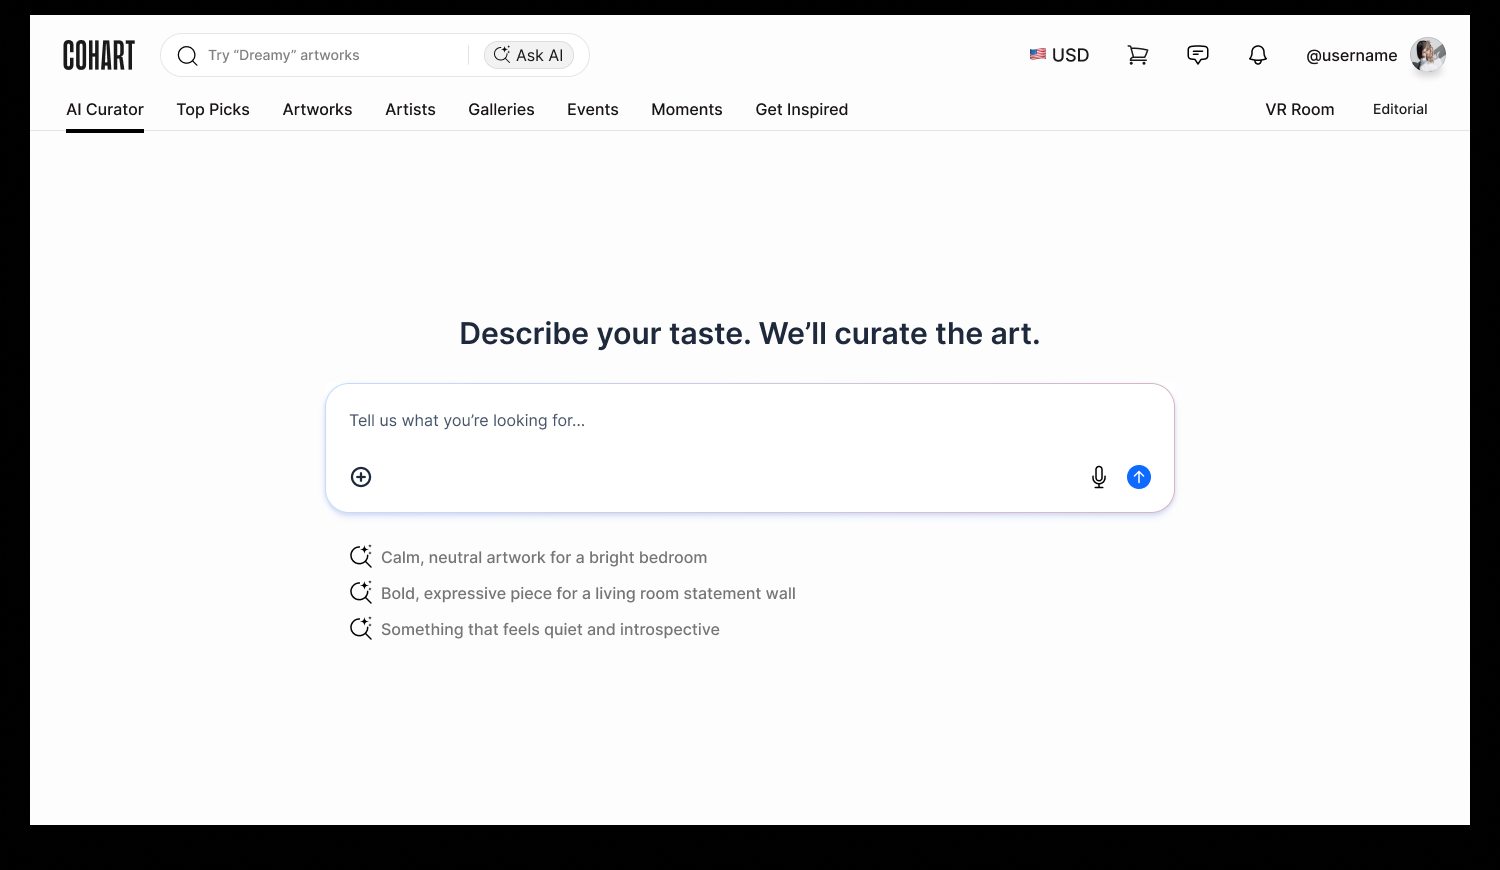 COHART
Try “Dreamy” artworks
Ask AI
USD
@username
AI Curator
Top Picks
Artworks
Artists
Galleries
Events
Moments
Get Inspired
VR Room
Editorial
Describe your taste. We’ll curate the art.
Tell us what you’re looking for...
Calm, neutral artwork for a bright bedroom
Bold, expressive piece for a living room statement wall
Something that feels quiet and introspective